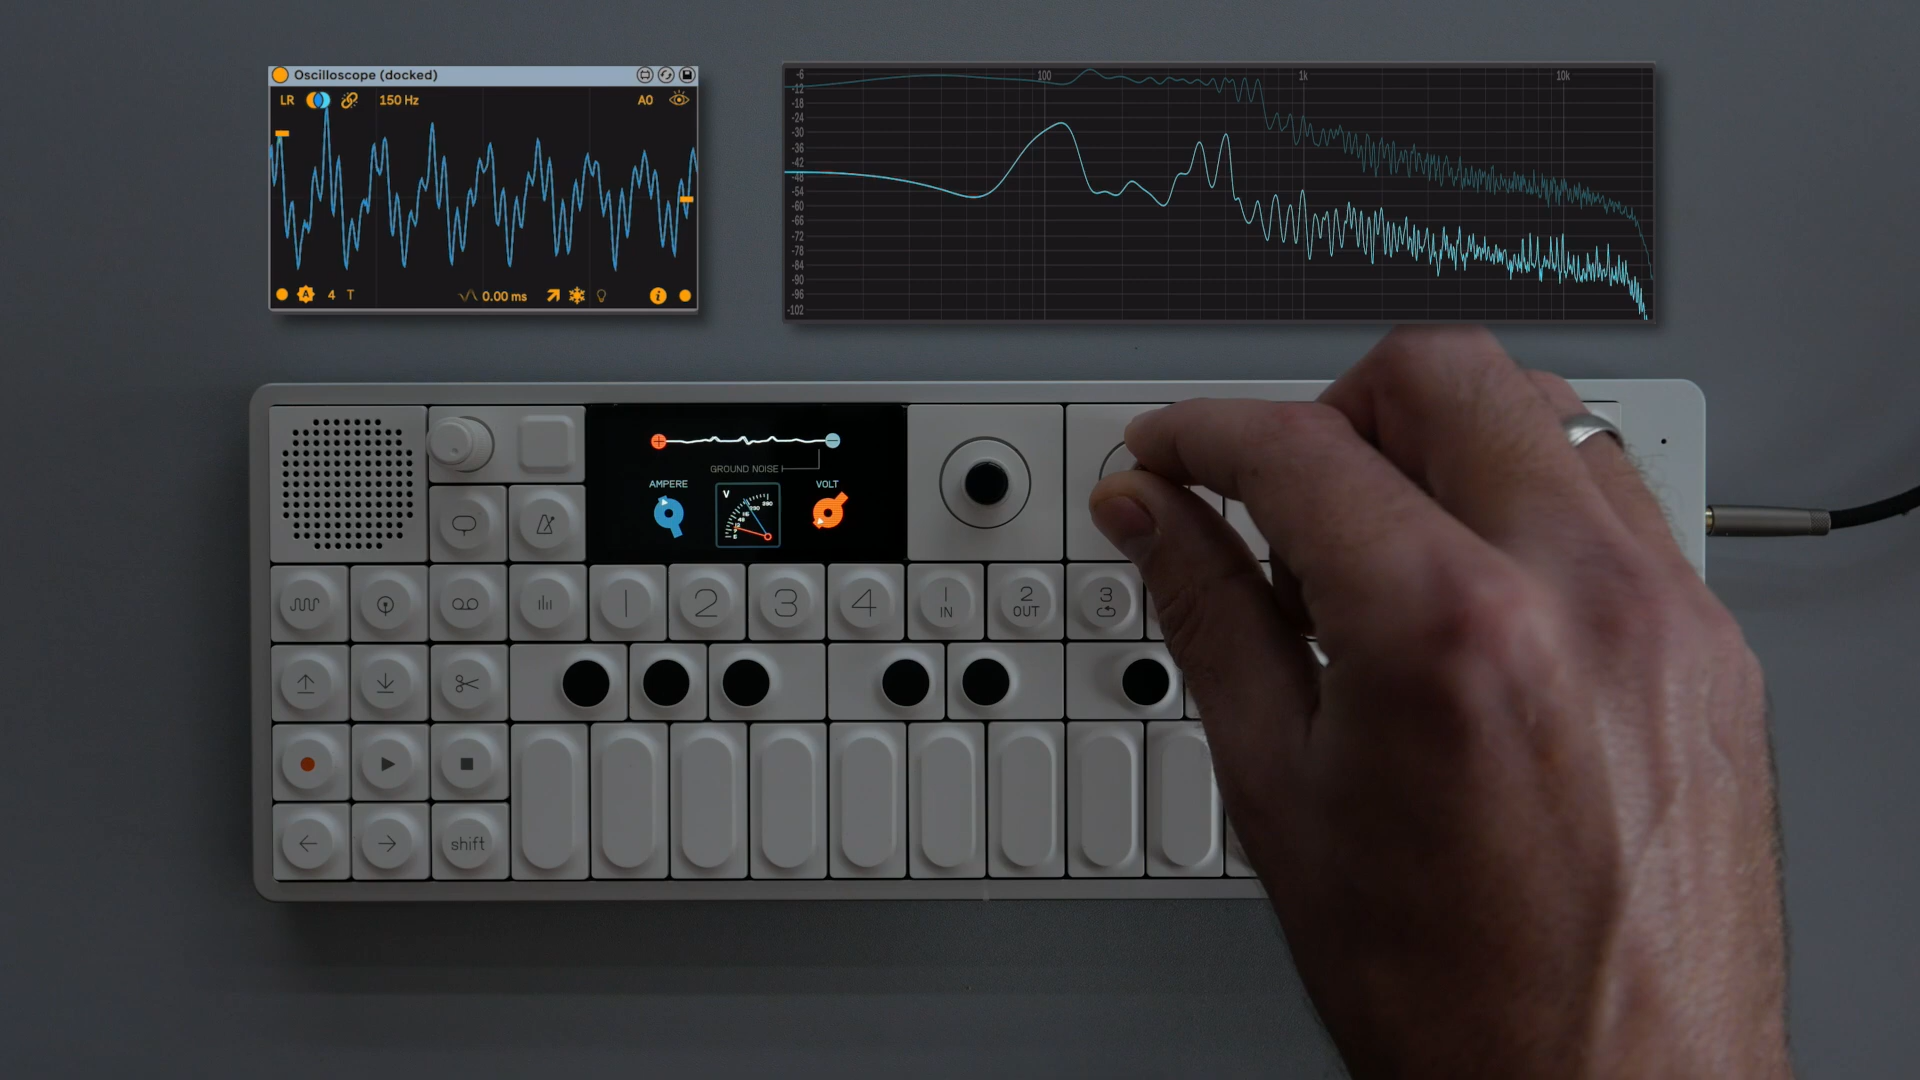 Oscilloscope (docked)
LR
150 Hz
A0
A
4
T
0.00 ms
i
100
1k
10k
-6
-12
-18
-24
-30
-36
-42
-48
-54
-60
-66
-72
-78
-84
-90
-96
-102
GROUND NOISE
AMPERE
V
VOLT
1
2
3
4
1
IN
2
OUT
3
shift